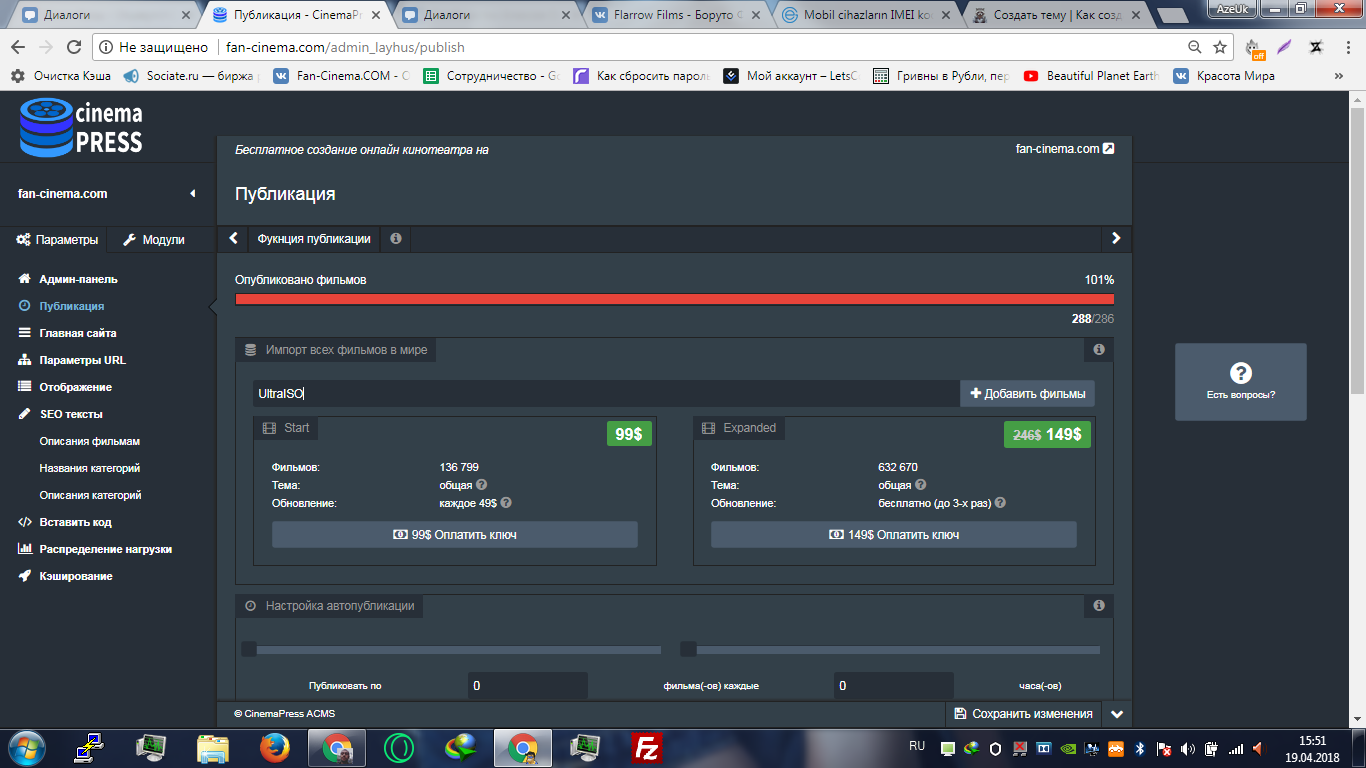 Диалоги
Публикация - CinemaPr
Диалоги
Flarrow Films - Боруто
Mobil cihazların IMEI ko
Создать тему | Как созд
AzeUk
Не защищено
fan-cinema.com/admin_layhus/publish
off
Очистка Кэша
Sociate.ru — биржа
Fan-Cinema.COM - G
Сотрудничество - Go
Как сбросить пароль
Мой аккаунт – LetsC
Гривны в Рубли, пер
Beautiful Planet Earth
Красота Мира
»
cinema
PRESS
Бесплатное создание онлайн кинотеатра на
fan-cinema.com
fan-cinema.com
Публикация
Параметры
Модули
Фукнция публикации
Админ-панель
Публикация
Главная сайта
Параметры URL
Отображение
SEO тексты
Описания фильмам
Названия категорий
Описания категорий
Вставить код
Распределение нагрузки
Кэширование
Опубликовано фильмов
101%
288/286
Импорт всех фильмов в мире
UltraISO
Добавить фильмы
Start
99$
Фильмов: 136 799
Тема: общая
Обновление: каждое 49$
99$ Оплатить ключ
Expanded
246$ 149$
Фильмов: 632 670
Тема: общая
Обновление: бесплатно (до 3-х раз)
149$ Оплатить ключ
Есть вопросы?
Настройка автопубликации
Публиковать по 0 фильма(-ов) каждые 0 часа(-ов)
© CinemaPress ACMS
Сохранить изменения
Fz
RU
15:51
19.04.2018